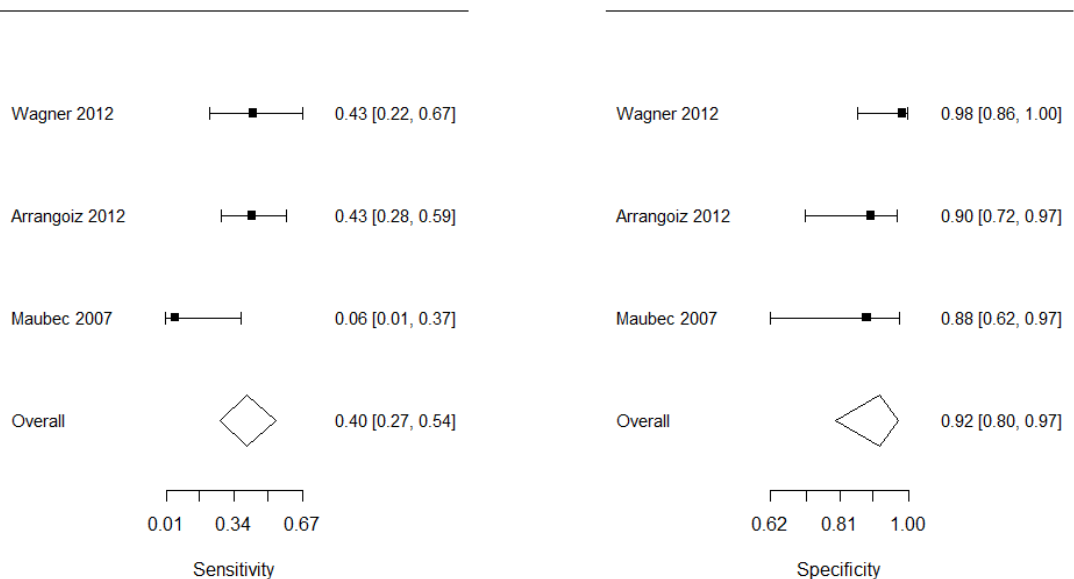 Wagner 2012 0.43 [0.22, 0.67]
Arrangoiz 2012 0.43 [0.28, 0.59]
Maubec 2007 0.06 [0.01, 0.37]
Overall 0.40 [0.27, 0.54]
0.01 0.34 0.67
Sensitivity
Wagner 2012 0.98 [0.86, 1.00]
Arrangoiz 2012 0.90 [0.72, 0.97]
Maubec 2007 0.88 [0.62, 0.97]
Overall 0.92 [0.80, 0.97]
0.62 0.81 1.00
Specificity